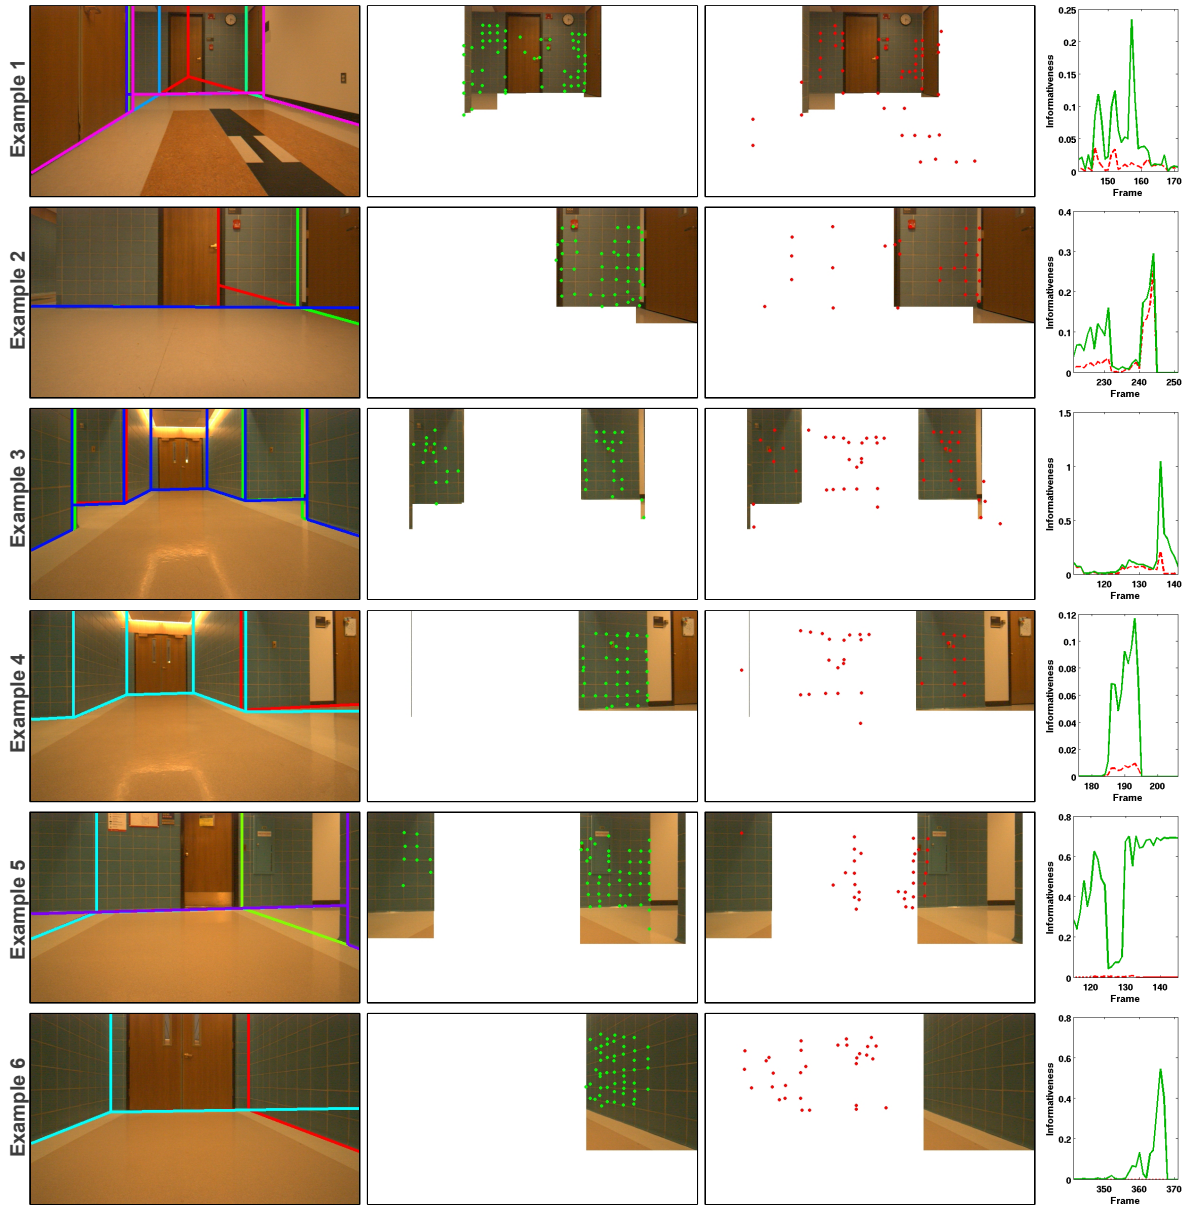 Example 1
Informativeness
0.25
0.2
0.15
0.1
0.05
0
150 160 170
Frame
Example 2
Informativeness
0.4
0.3
0.2
0.1
0
230 240 250
Frame
Example 3
Informativeness
1.5
1
0.5
0
120 130 140
Frame
Example 4
Informativeness
0.12
0.1
0.08
0.06
0.04
0.02
0
180 190 200
Frame
Example 5
Informativeness
0.8
0.6
0.4
0.2
0
120 130 140
Frame
Example 6
Informativeness
0.8
0.6
0.4
0.2
0
350 360 370
Frame